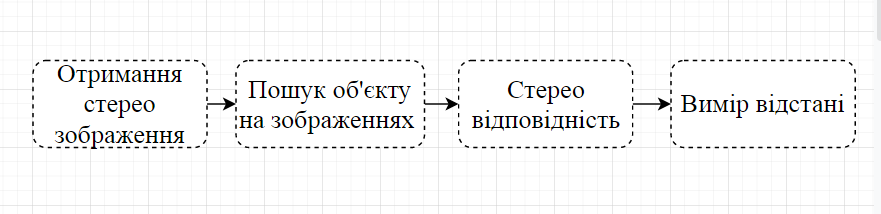 Отримання
стерео
зображення
Пошук об'єкту
на зображеннях
Стерео
відповідність
Вимір відстані